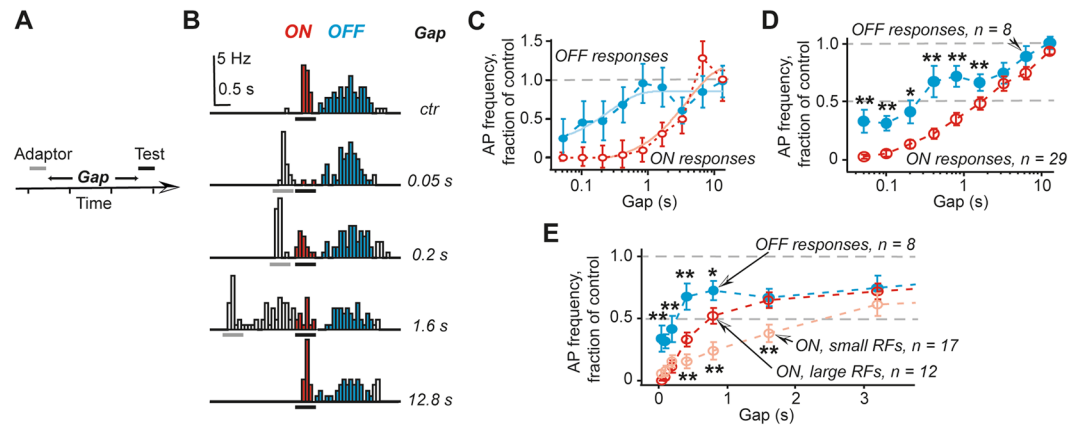 A
Adaptor
Test
Gap
Time
B
ON OFF Gap
5 Hz
0.5 s
ctr
0.05 s
0.2 s
1.6 s
12.8 s
C
1.5
1.0
0.5
0
AP frequency,
fraction of control
OFF responses
ON responses
0.1 1 10
Gap (s)
D
1.0
0.5
0
AP frequency,
fraction of control
OFF responses, n = 8
** ** * ** ** **
ON responses, n = 29
0.1 1 10
Gap (s)
E
1.0
0.5
0
AP frequency,
fraction of control
OFF responses, n = 8
** ** ** *
** ** **
ON, small RFs, n = 17
ON, large RFs, n = 12
0 1 2 3
Gap (s)